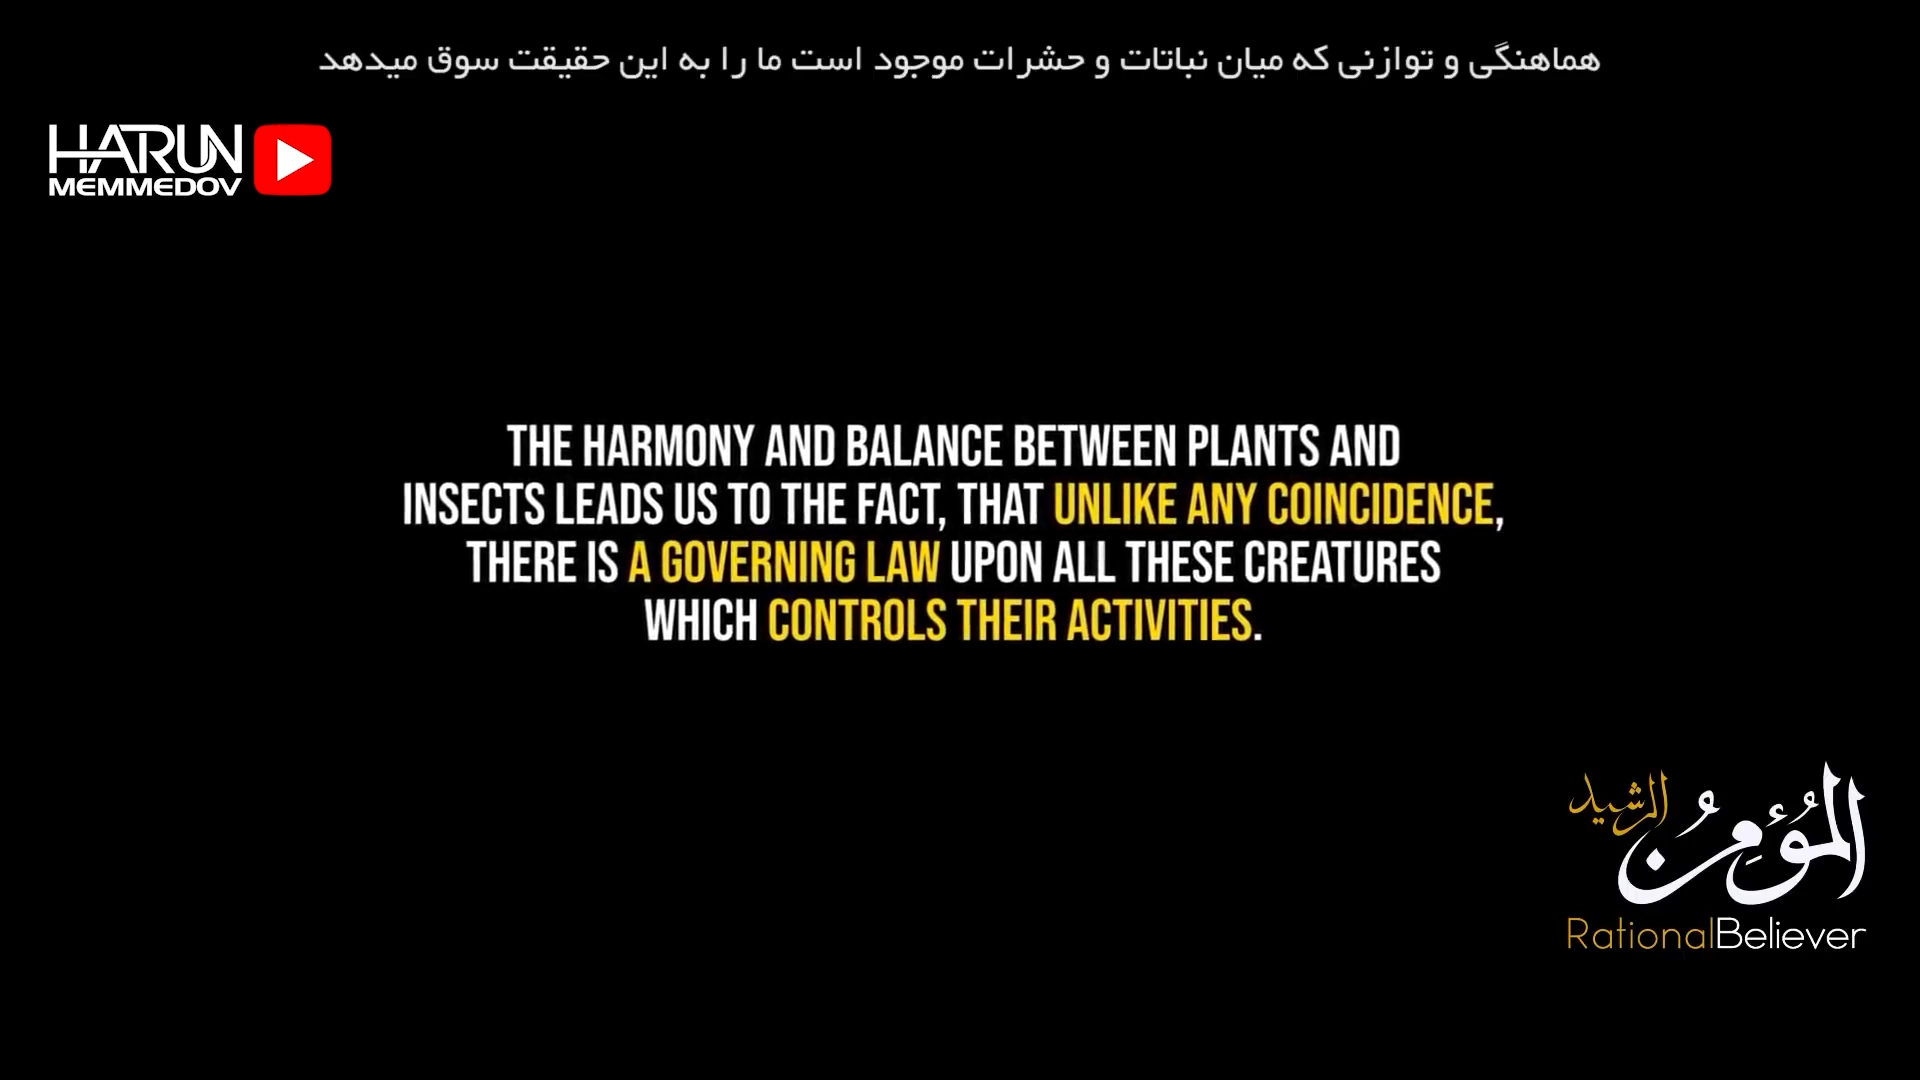 هماهنگی و توازنی که میان نباتات و حشرات موجود است ما را به این حقیقت سوق میدهد
HARUN
MEMMEDOV
THE HARMONY AND BALANCE BETWEEN PLANTS AND
INSECTS LEADS US TO THE FACT, THAT UNLIKE ANY COINCIDENCE,
THERE IS A GOVERNING LAW UPON ALL THESE CREATURES
WHICH CONTROLS THEIR ACTIVITIES.
المؤمن الرشيد
RationalBeliever